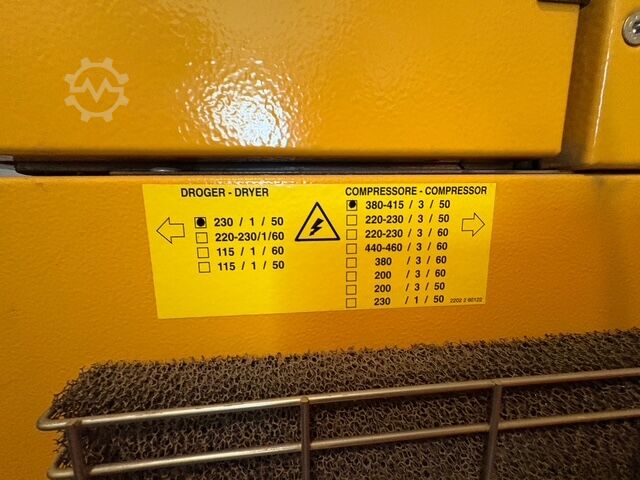 DROGER - DRYER
230 / 1 / 50
220-230/1/60
115 / 1 / 60
115 / 1 / 50
COMPRESSORE - COMPRESSOR
380-415 / 3 / 50
220-230 / 3 / 50
220-230 / 3 / 60
440-460 / 3 / 60
380 / 3 / 60
200 / 3 / 60
200 / 3 / 50
230 / 1 / 50
2202 2 60122